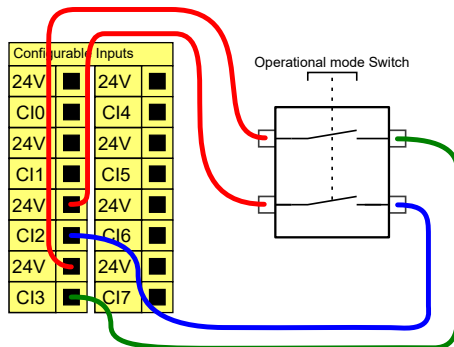 Configurable Inputs
Operational mode Switch
24V 24V
CI0 CI4
24V 24V
CI1 CI5
24V 24V
CI2 CI6
24V 24V
CI3 CI7